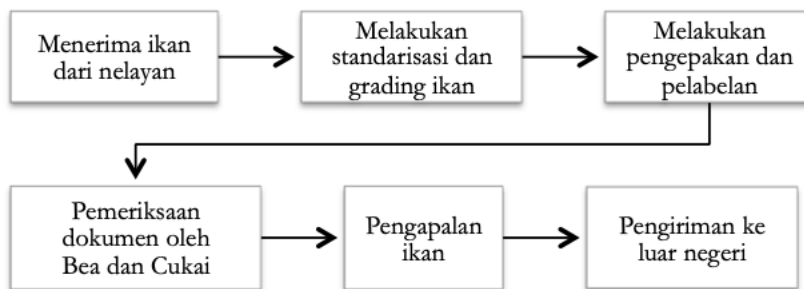 Menerima ikan
dari nelayan
Melakukan
standarisasi dan
grading ikan
Melakukan
pengepakan dan
pelabelan
Pemeriksaan
dokumen oleh
Bea dan Cukai
Pengapalan
ikan
Pengiriman ke
luar negeri